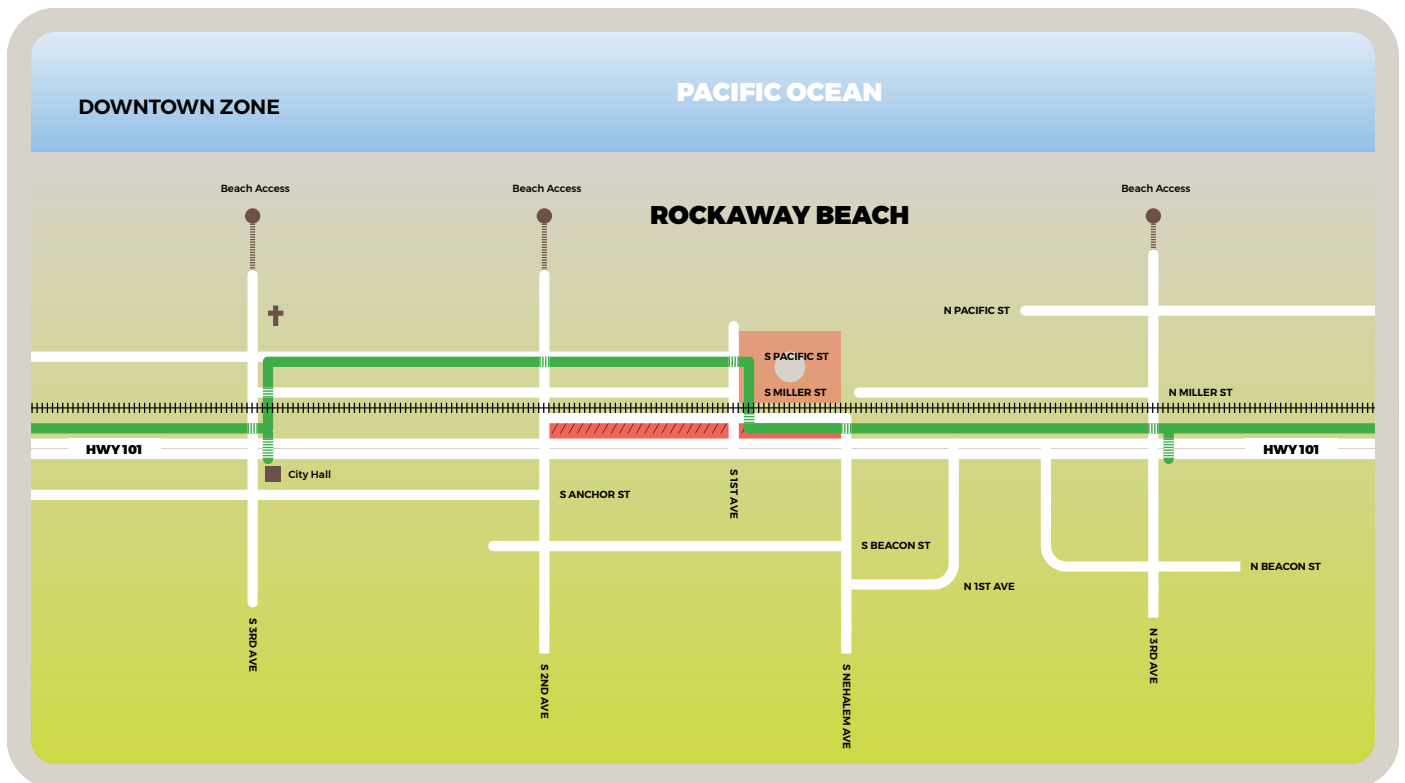 PACIFIC OCEAN
DOWNTOWN ZONE
Beach Access
Beach Access
Beach Access
ROCKAWAY BEACH
N PACIFIC ST
S PACIFIC ST
S MILLER ST
N MILLER ST
HWY 101
HWY 101
City Hall
S 1ST AVE
S ANCHOR ST
S BEACON ST
N BEACON ST
N 1ST AVE
S 3RD AVE
S 2ND AVE
S NEHALEM AVE
N 3RD AVE